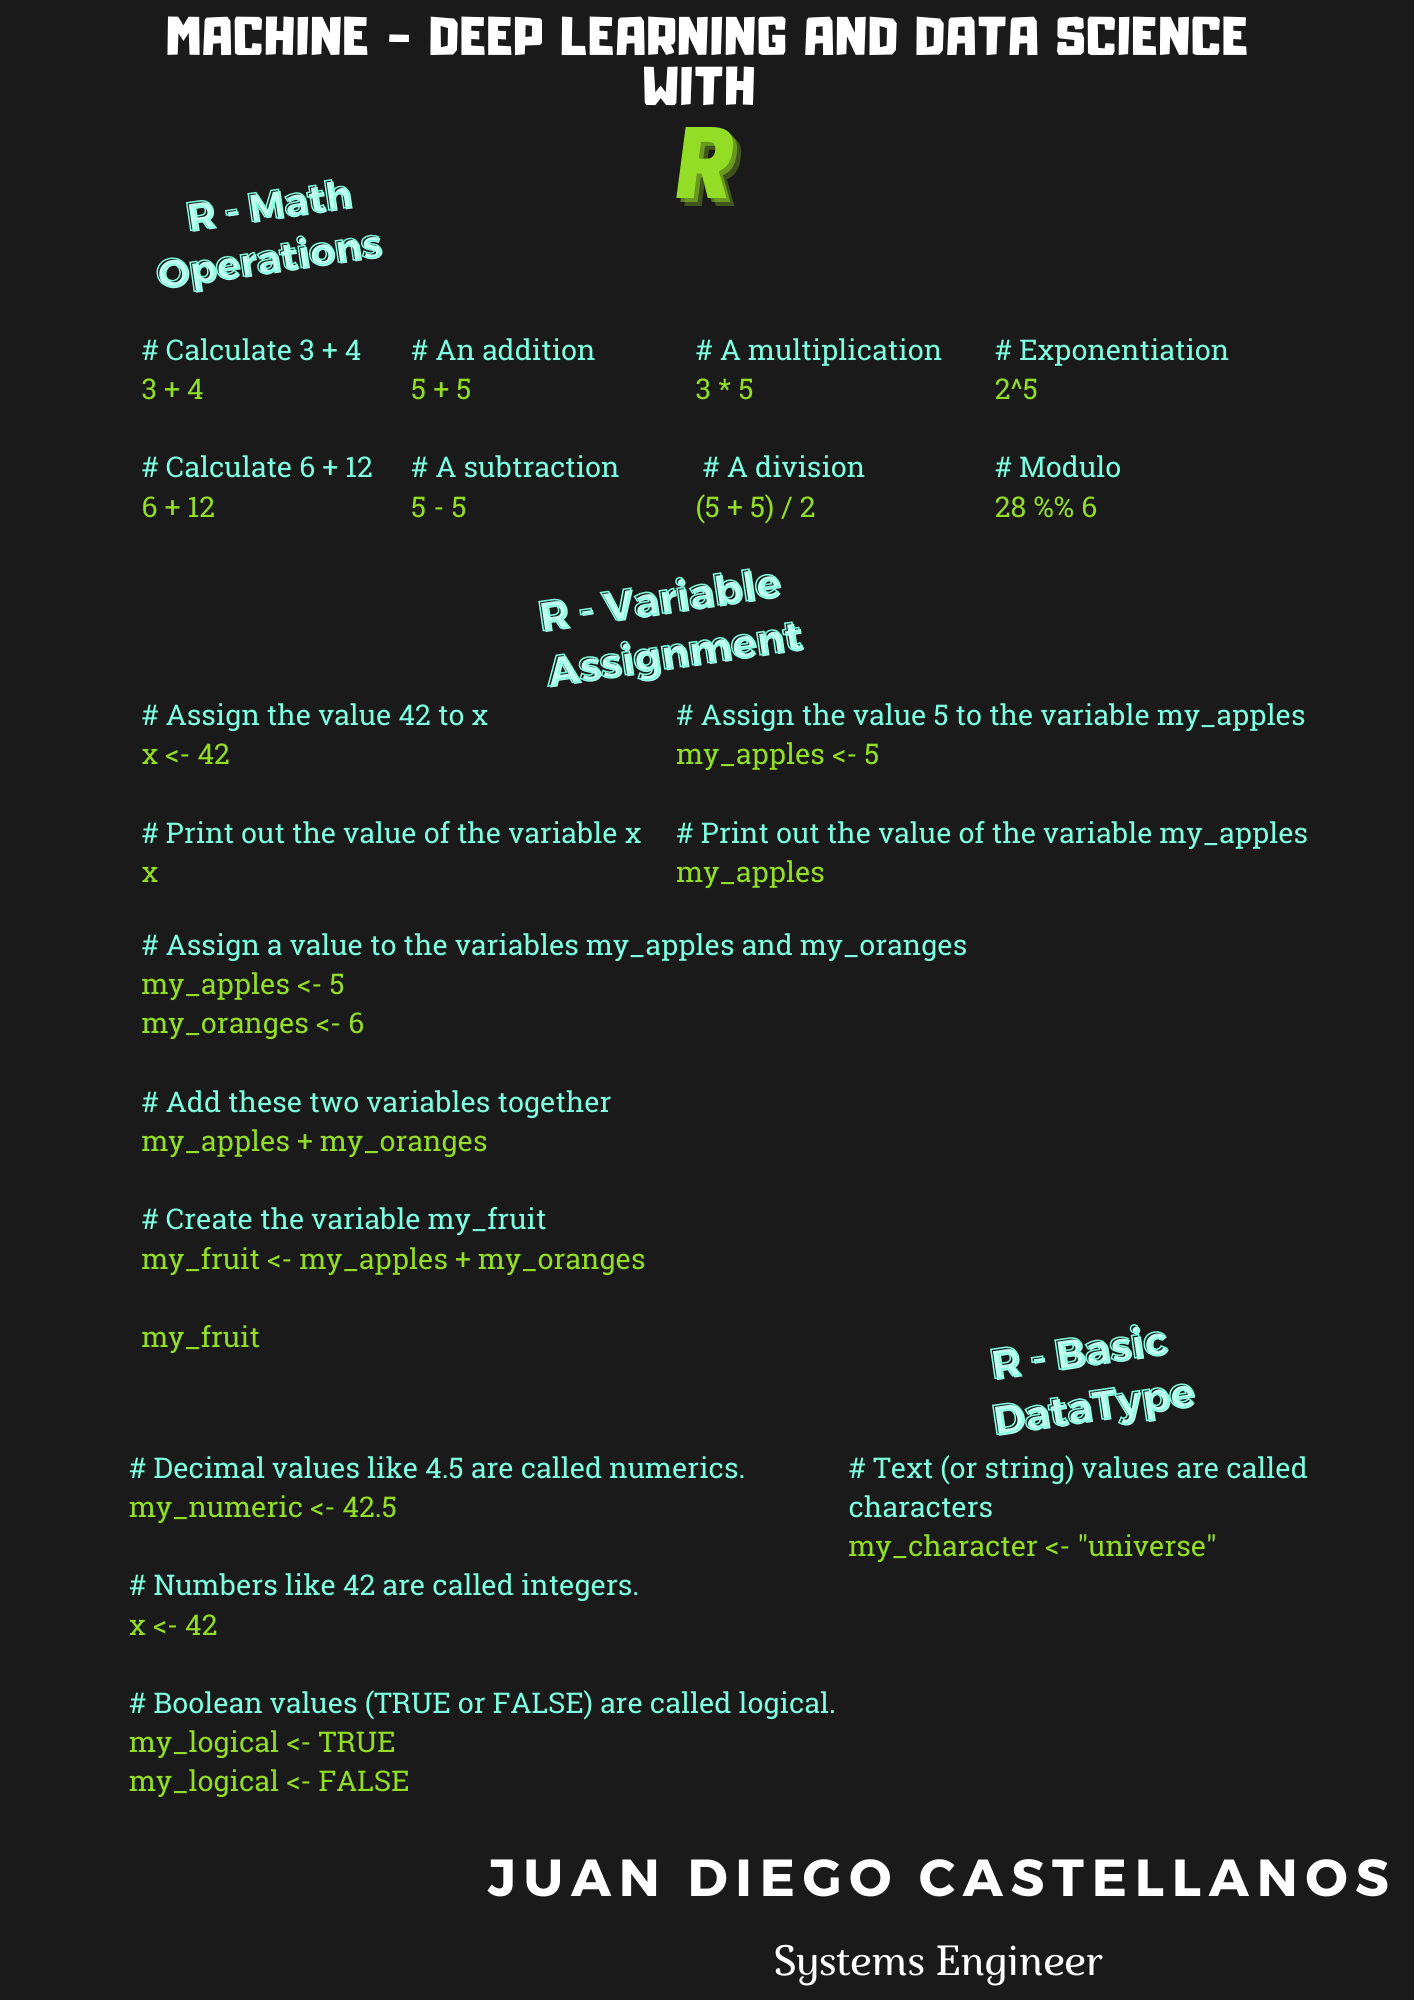 MACHINE - DEEP LEARNING AND DATA SCIENCE
WITH
R
R - Math
Operations
# Calculate 3 + 4
3 + 4
# Calculate 6 + 12
6 + 12
# An addition
5 + 5
# A subtraction
5 - 5
# A multiplication
3 * 5
# A division
(5 + 5) / 2
# Exponentiation
2^5
# Modulo
28 %% 6
R - Variable
Assignment
# Assign the value 42 to x
x <- 42
# Print out the value of the variable x
x
# Assign the value 5 to the variable my_apples
my_apples <- 5
# Print out the value of the variable my_apples
my_apples
# Assign a value to the variables my_apples and my_oranges
my_apples <- 5
my_oranges <- 6
# Add these two variables together
my_apples + my_oranges
# Create the variable my_fruit
my_fruit <- my_apples + my_oranges
my_fruit
R - Basic
DataType
# Decimal values like 4.5 are called numerics.
my_numeric <- 42.5
# Numbers like 42 are called integers.
x <- 42
# Boolean values (TRUE or FALSE) are called logical.
my_logical <- TRUE
my_logical <- FALSE
# Text (or string) values are called
characters
my_character <- "universe"
JUAN DIEGO CASTELLANOS
Systems Engineer